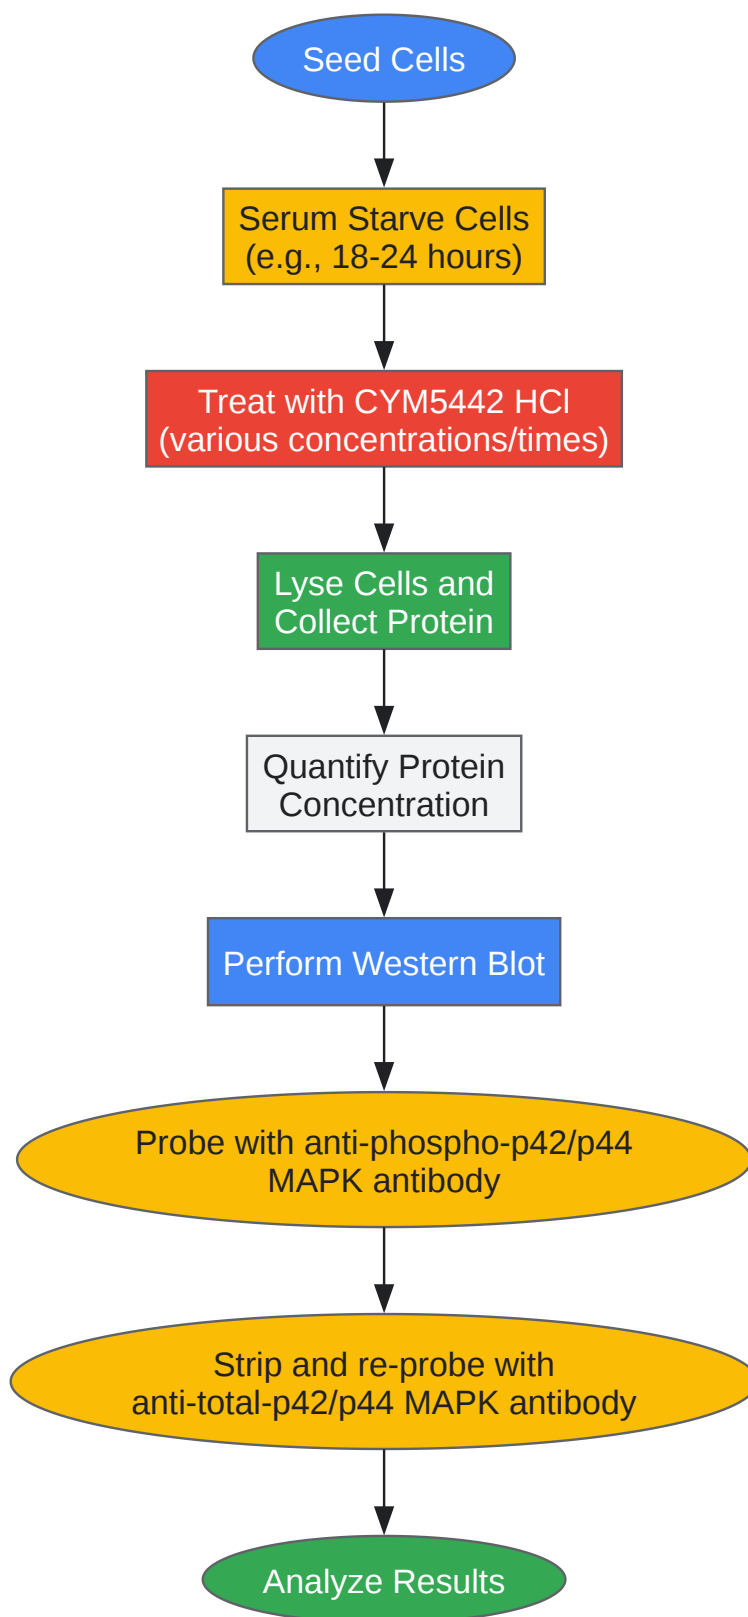 Seed Cells
Serum Starve Cells
(e.g., 18-24 hours)
Treat with CYM5442 HCl
(various concentrations/times)
Lyse Cells and
Collect Protein
Quantify Protein
Concentration
Perform Western Blot
Probe with anti-phospho-p42/p44
MAPK antibody
Strip and re-probe with
anti-total-p42/p44 MAPK antibody
Analyze Results